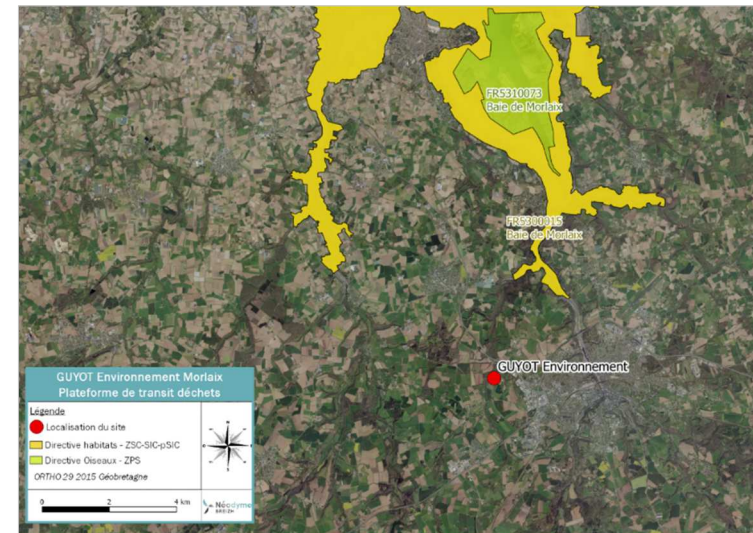 FR5310073
Baie de Morlaix
FR5300015
Baie de Morlaix
GUYOT Environnement
GUYOT Environnement Morlaix
Plateforme de transit déchets
Légende
Localisation du site
Directive habitats - ZSC-SIC-pSIC
Directive Oiseaux - ZPS
ORTHO 29 2015 Géobretagne
0 2 4 km
Néodyme
BREIZH